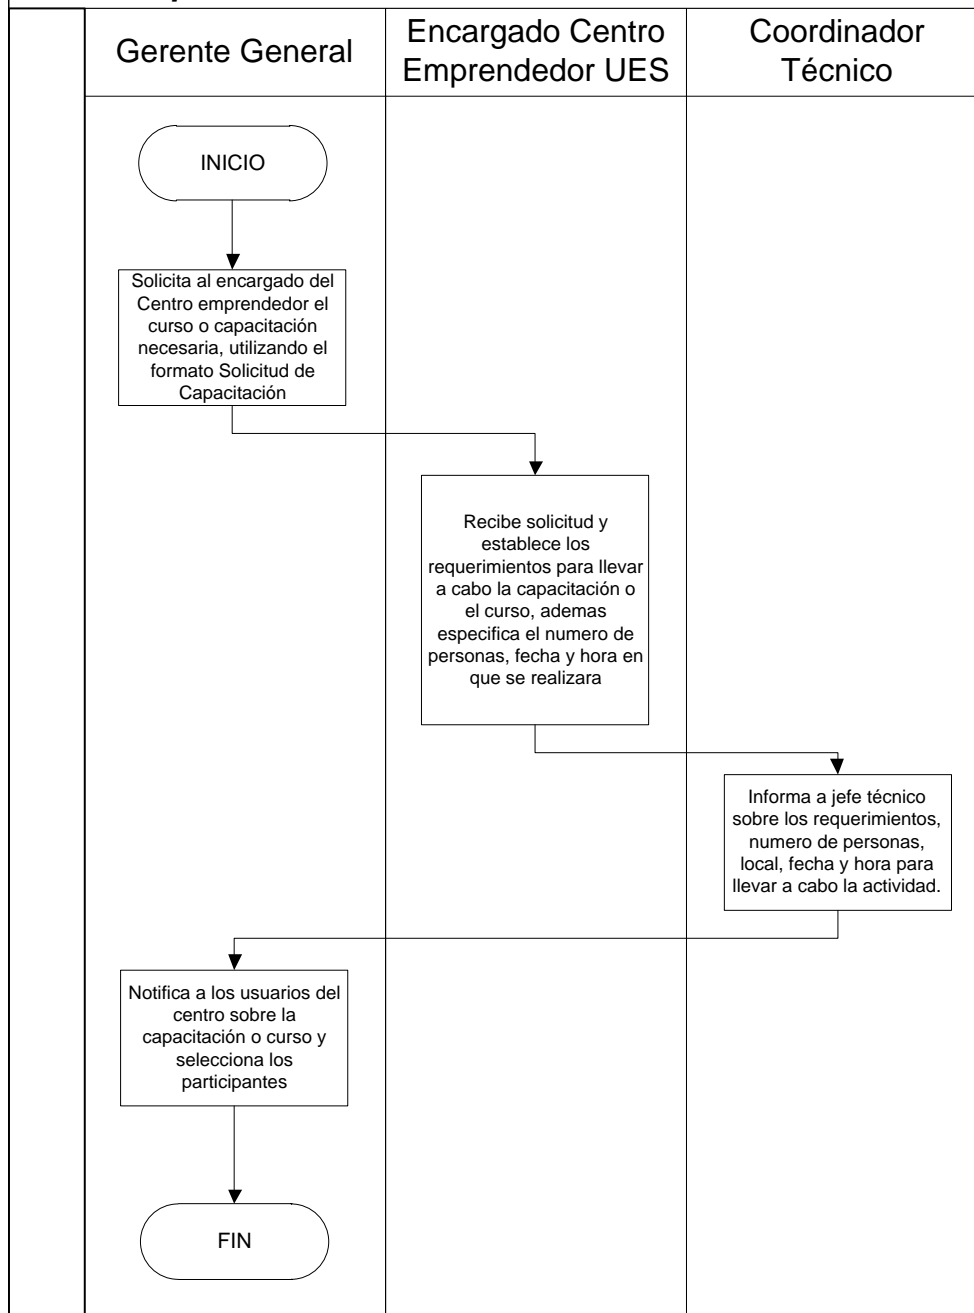 Gerente General
Encargado Centro
Emprendedor UES
Coordinador
Técnico
INICIO
Solicita al encargado del
Centro emprendedor el
curso o capacitación
necesaria, utilizando el
formato Solicitud de
Capacitación
Recibe solicitud y
establece los
requerimientos para llevar
a cabo la capacitación o
el curso, ademas
especifica el numero de
personas, fecha y hora en
que se realizara
Informa a jefe técnico
sobre los requerimientos,
numero de personas,
local, fecha y hora para
llevar a cabo la actividad.
Notifica a los usuarios del
centro sobre la
capacitación o curso y
selecciona los
participantes
FIN